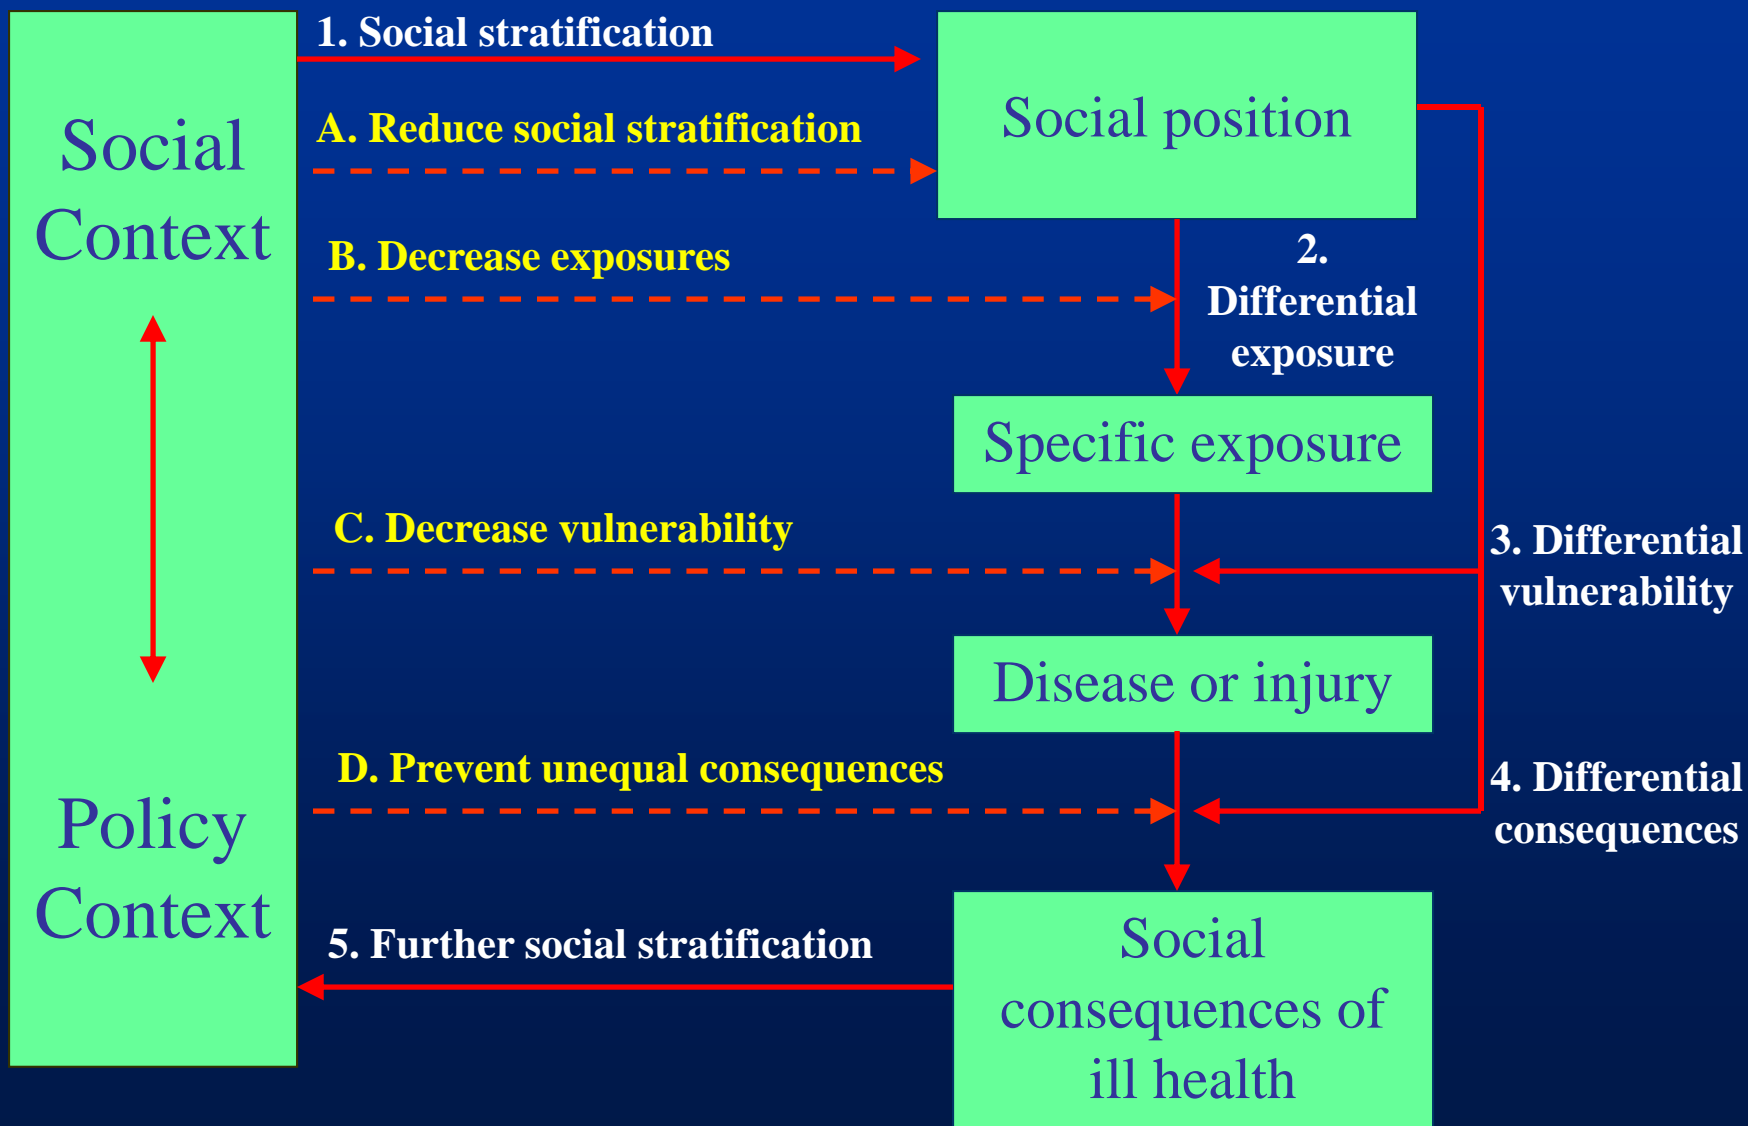 Social
Context
Policy
Context
1. Social stratification
A. Reduce social stratification
B. Decrease exposures
C. Decrease vulnerability
D. Prevent unequal consequences
5. Further social stratification
Social position
2.
Differential
exposure
Specific exposure
3. Differential
vulnerability
Disease or injury
4. Differential
consequences
Social
consequences of
ill health